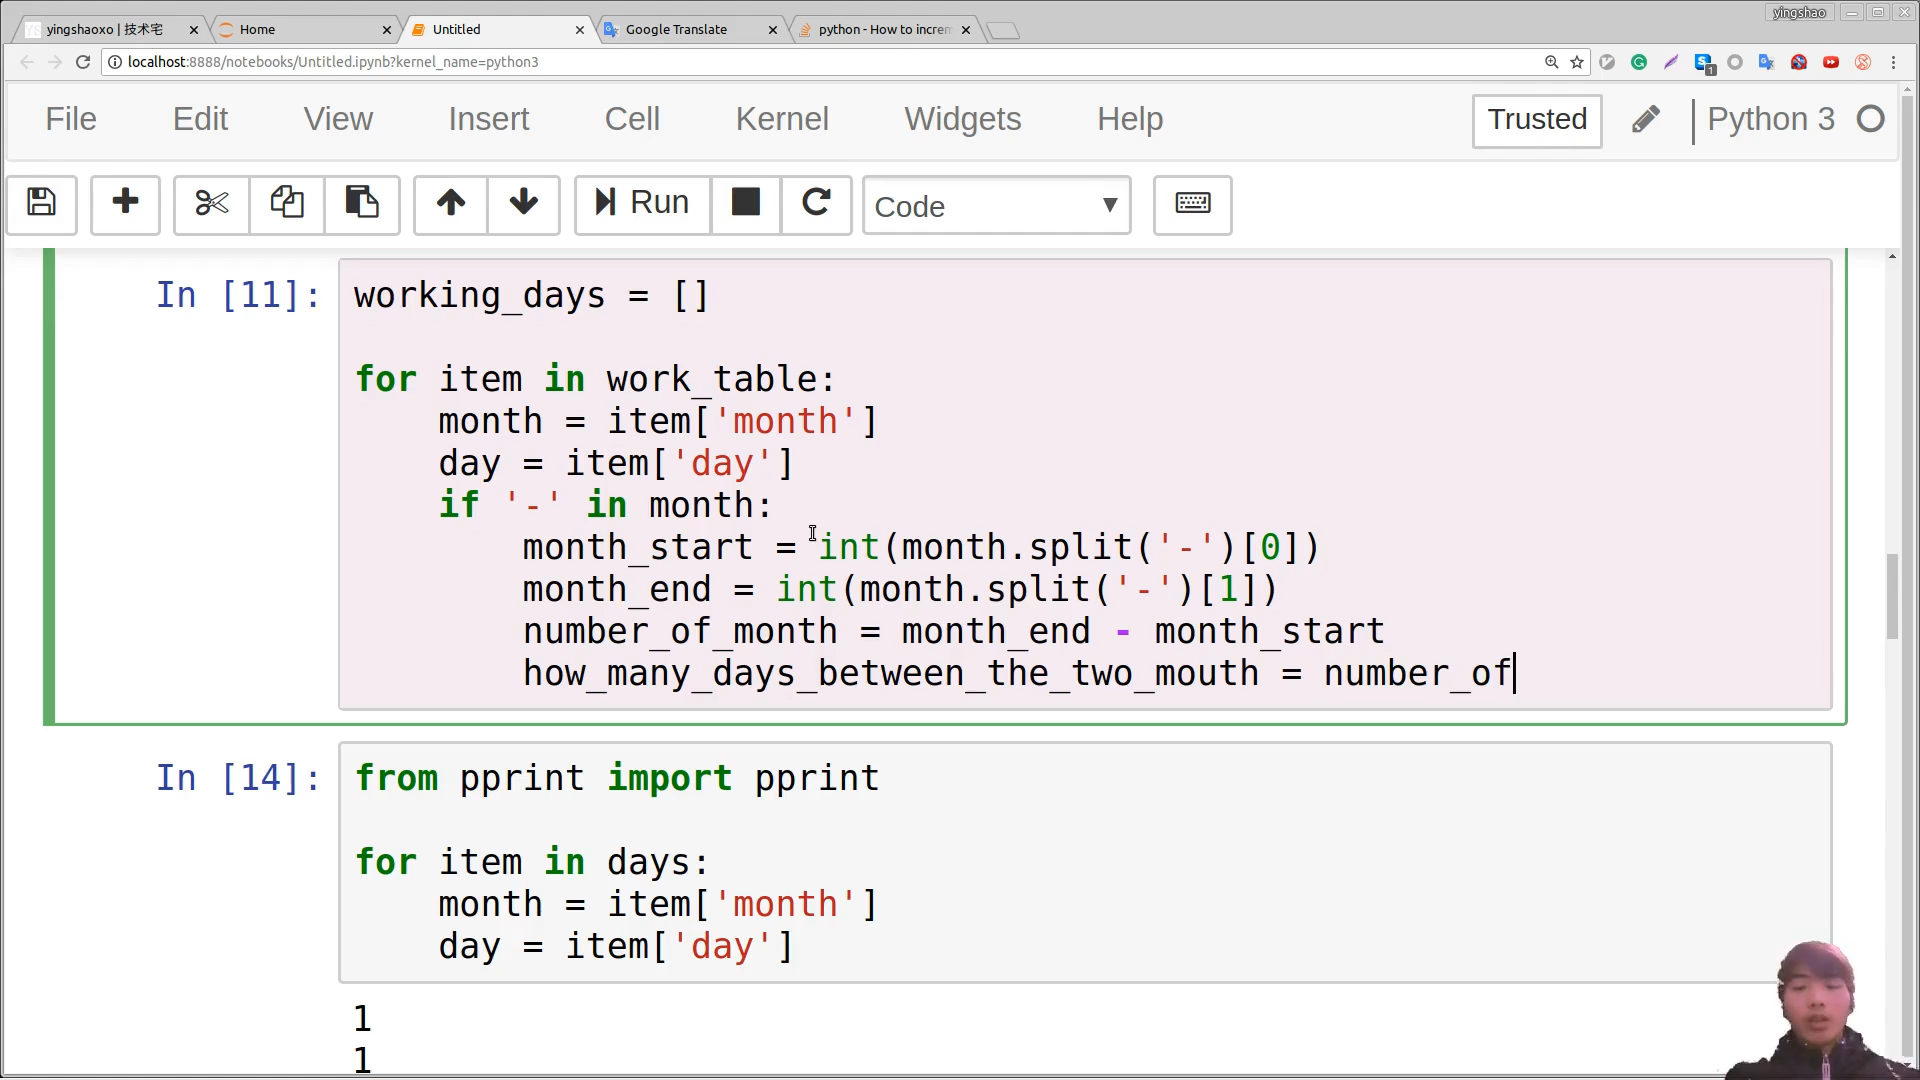 yingshao
yingshaoxo | 技术宅
Home
Untitled
Google Translate
python - How to increm
localhost:8888/notebooks/Untitled.ipynb?kernel_name=python3
File Edit View Insert Cell Kernel Widgets Help Trusted Python 3
Run Code
In [11]: working_days = []
for item in work_table:
month = item['month']
day = item['day']
if '-' in month:
month_start = int(month.split('-')[0])
month_end = int(month.split('-')[1])
number_of_month = month_end - month_start
how_many_days_between_the_two_mouth = number_of
In [14]: from pprint import pprint
for item in days:
month = item['month']
day = item['day']
1
1